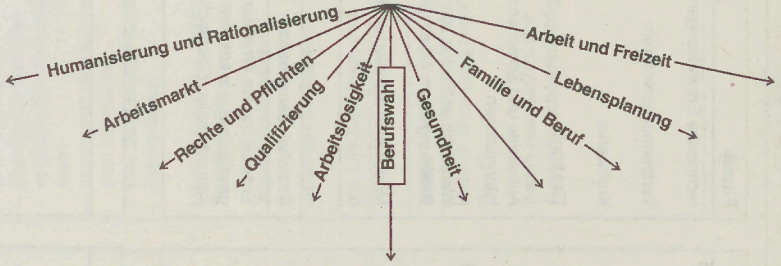 Humanisierung und Rationalisierung
Arbeitsmarkt
Rechte und Pflichten
Qualifizierung
Arbeitslosigkeit
Berufswahl
Gesundheit
Familie und Beruf
Lebensplanung
Arbeit und Freizeit